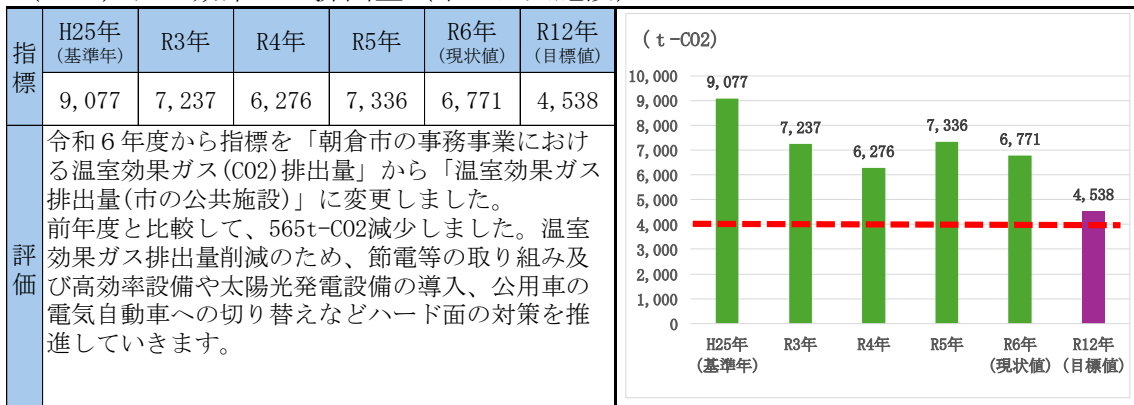 指標
H25年 R3年 R4年 R5年 R6年 R12年
(基準年) (現状値) (目標値)
9,077 7,237 6,276 7,336 6,771 4,538
評価
令和6年度から指標を「朝倉市の事務事業におけ
る温室効果ガス(CO2)排出量」から「温室効果ガス
排出量(市の公共施設)」に変更しました。
前年度と比較して、565t-CO2減少しました。温室
効果ガス排出量削減のため、節電等の取り組み及
び高効率設備や太陽光発電設備の導入、公用車の
電気自動車への切り替えなどハード面の対策を推
進していきます。
(t-CO2)
10,000
9,000
8,000
7,000
6,000
5,000
4,000
3,000
2,000
1,000
0
9,077
7,237
6,276
7,336
6,771
4,538
H25年 R3年 R4年 R5年 R6年 R12年
(基準年) (現状値) (目標値)